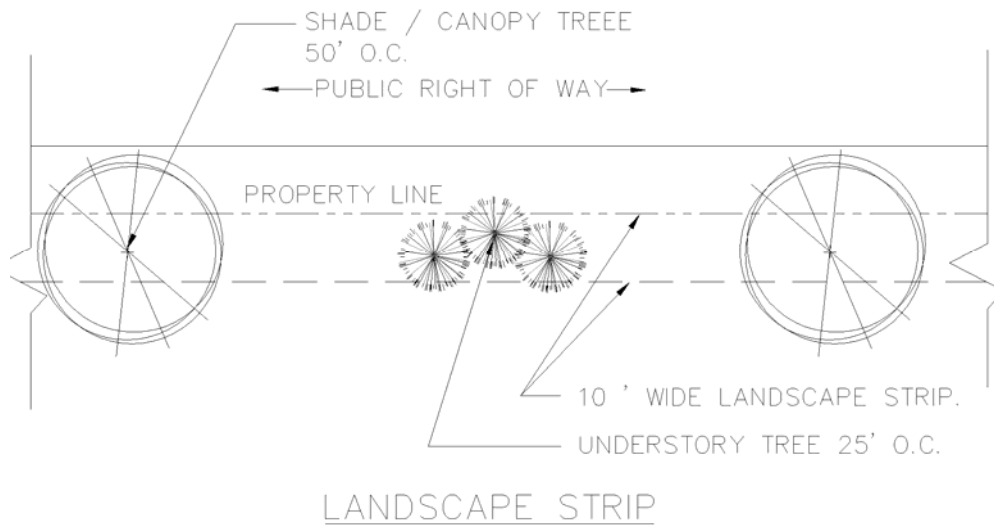 SHADE / CANOPY TREEE
50' O.C.
PUBLIC RIGHT OF WAY
PROPERTY LINE
10 ' WIDE LANDSCAPE STRIP.
UNDERSTORY TREE 25' O.C.
LANDSCAPE STRIP